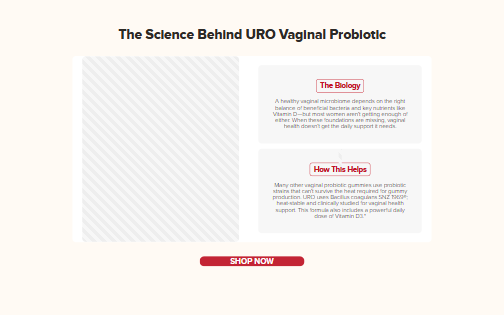 The Science Behind URO Vaginal Probiotic
The Biology
A healthy vaginal microbiome depends on the right
balance of beneficial bacteria and key nutrients like
Vitamin D—but most women aren't getting enough of
either. When these foundations are missing, vaginal
health doesn't get the daily support it needs.
How This Helps
Many other vaginal probiotic gummies use probiotic
strains that can't survive the heat required for gummy
production. URO uses Bacillus coagulans SNZ 1969®:
heat-stable and clinically studied for vaginal health
support. This formula also includes a powerful daily
dose of Vitamin D3.*
SHOP NOW